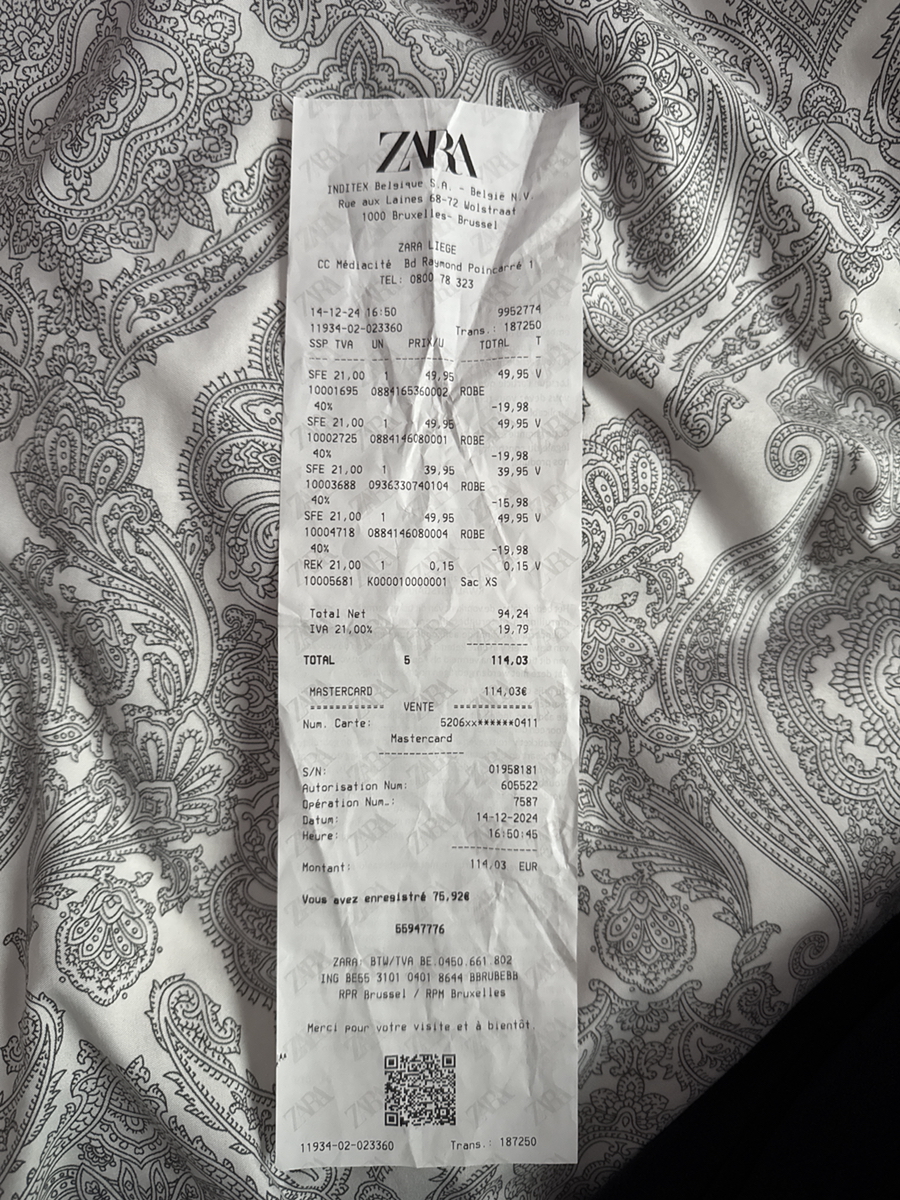 ZARA
INDITEX Belgique S.A. - België N.V.
Rue aux Laines 68-72 Wolstraat
1000 Bruxelles- Brussel
ZARA LIEGE
CC Médiacité Bd Raymond Poincarré 1
TEL: 0800 78 323
14-12-24 16:50 9952774
11934-02-023360 Trans.: 187250
SSP TVA UN PRIX/U TOTAL T
SFE 21,00 1 49,95 49,95 V
10001695 08841653600​02 ROBE
40% -19,98
SFE 21,00 1 49,95 49,95 V
10002725 0884146080001 ROBE
40% -19,98
SFE 21,00 1 39,95 39,95 V
10003688 0936330740104 ROBE
40% -15,98
SFE 21,00 1 49,95 49,95 V
10004718 0884146080004 ROBE
40% -19,98
REK 21,00 1 0,15 0,15 V
10005681 K000010000001 Sac XS
Total Net 94,24
IVA 21,00% 19,79
TOTAL 5 114,03
MASTERCARD 114,03€
============ VENTE ============
Num. Carte: 5206xx******0411
Mastercard
S/N: 01958181
Autorisation Num: 605522
Opération Num.: 7587
Datum: 14-12-2024
Heure: 16:50:45
Montant: 114,03 EUR
Vous avez enregistré 75,92€
55947776
ZARA: BTW/TVA BE.0450.661.802
ING BE55 3101 0401 8644 BBRUBEBB
RPR Brussel / RPM Bruxelles
Merci pour votre visite et à bientôt.
11934-02-023360 Trans.: 187250